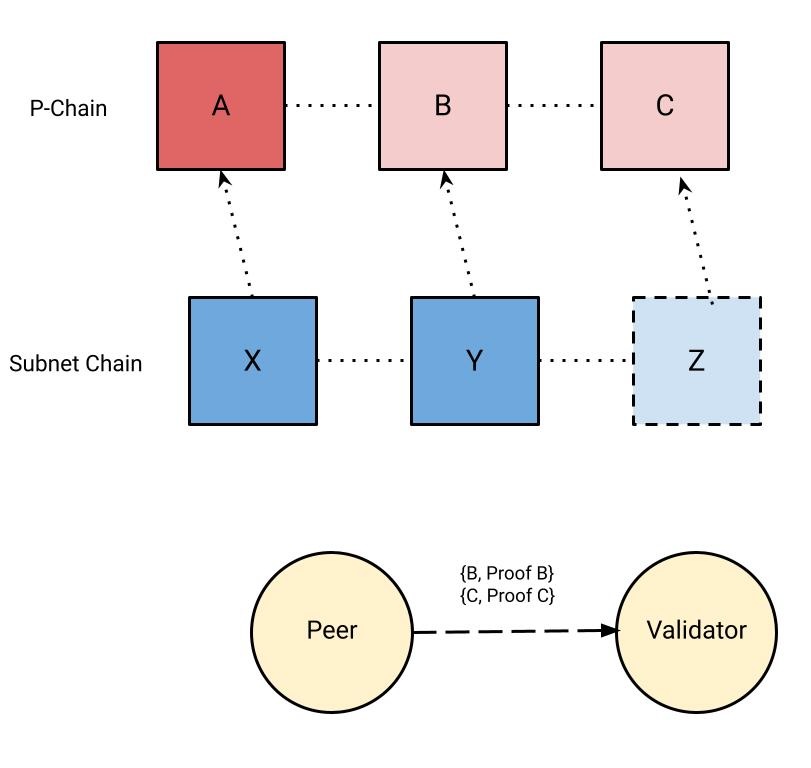 A
B
C
P-Chain
X
Y
Z
Subnet Chain
{B, Proof B}
{C, Proof C}
Peer
Validator